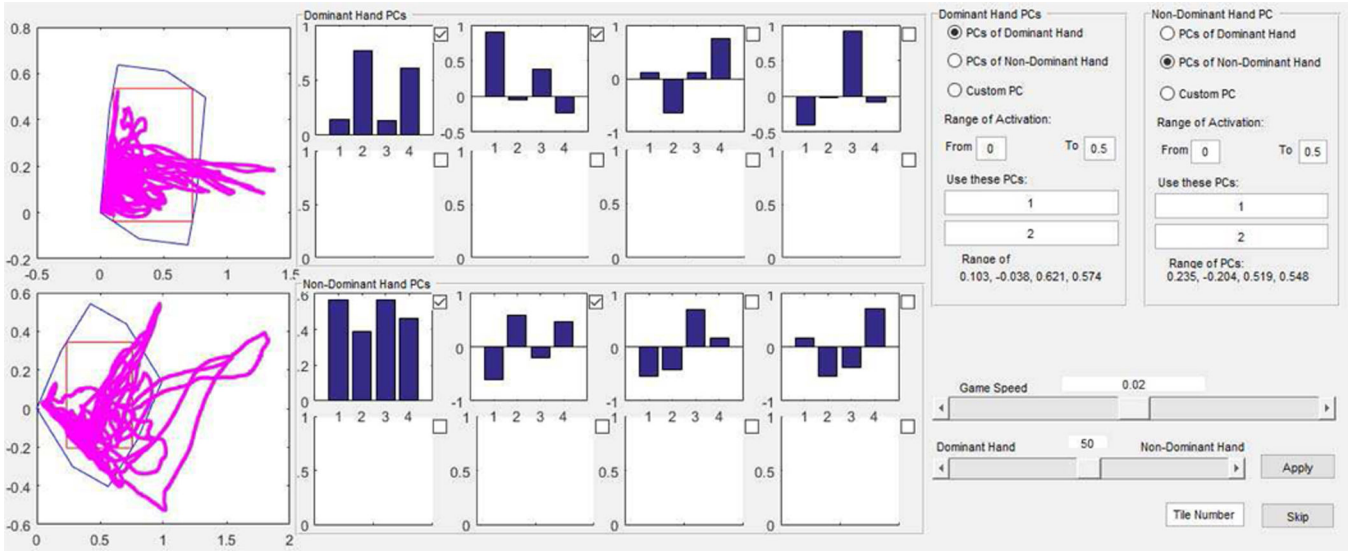 Dominant Hand PCs
0.8
0.6
0.4
0.2
0
-0.2
-0.5 0 0.5 1 1.5
1 .5 0
1 2 3 4
1 0.5 0 -0.5
1 2 3 4
1 0 -1
1 2 3 4
1 0.5 0 -0.5
1 2 3 4
1 0.5 0
1 0.5 0
1 0.5 0
1 0.5 0
Non-Dominant Hand PCs
0.6
0.4
0.2
0
-0.2
-0.4
-0.6
0 0.5 1 1.5 2
.6 .4 .2 0
1 2 3 4
1 0 -1
1 2 3 4
1 0 -1
1 2 3 4
1 0 -1
1 2 3 4
1 0.5 0
1 0.5 0
1 0.5 0
1 0.5 0
Dominant Hand PCs
PCs of Dominant Hand
PCs of Non-Dominant Hand
Custom PC
Range of Activation:
From 0 To 0.5
Use these PCs:
1
2
Range of
0.103, -0.038, 0.621, 0.574
Non-Dominant Hand PC
PCs of Dominant Hand
PCs of Non-Dominant Hand
Custom PC
Range of Activation:
From 0 To 0.5
Use these PCs:
1
2
Range of PCs:
0.235, -0.204, 0.519, 0.548
Game Speed 0.02
Dominant Hand 50 Non-Dominant Hand
Apply
Tile Number Skip